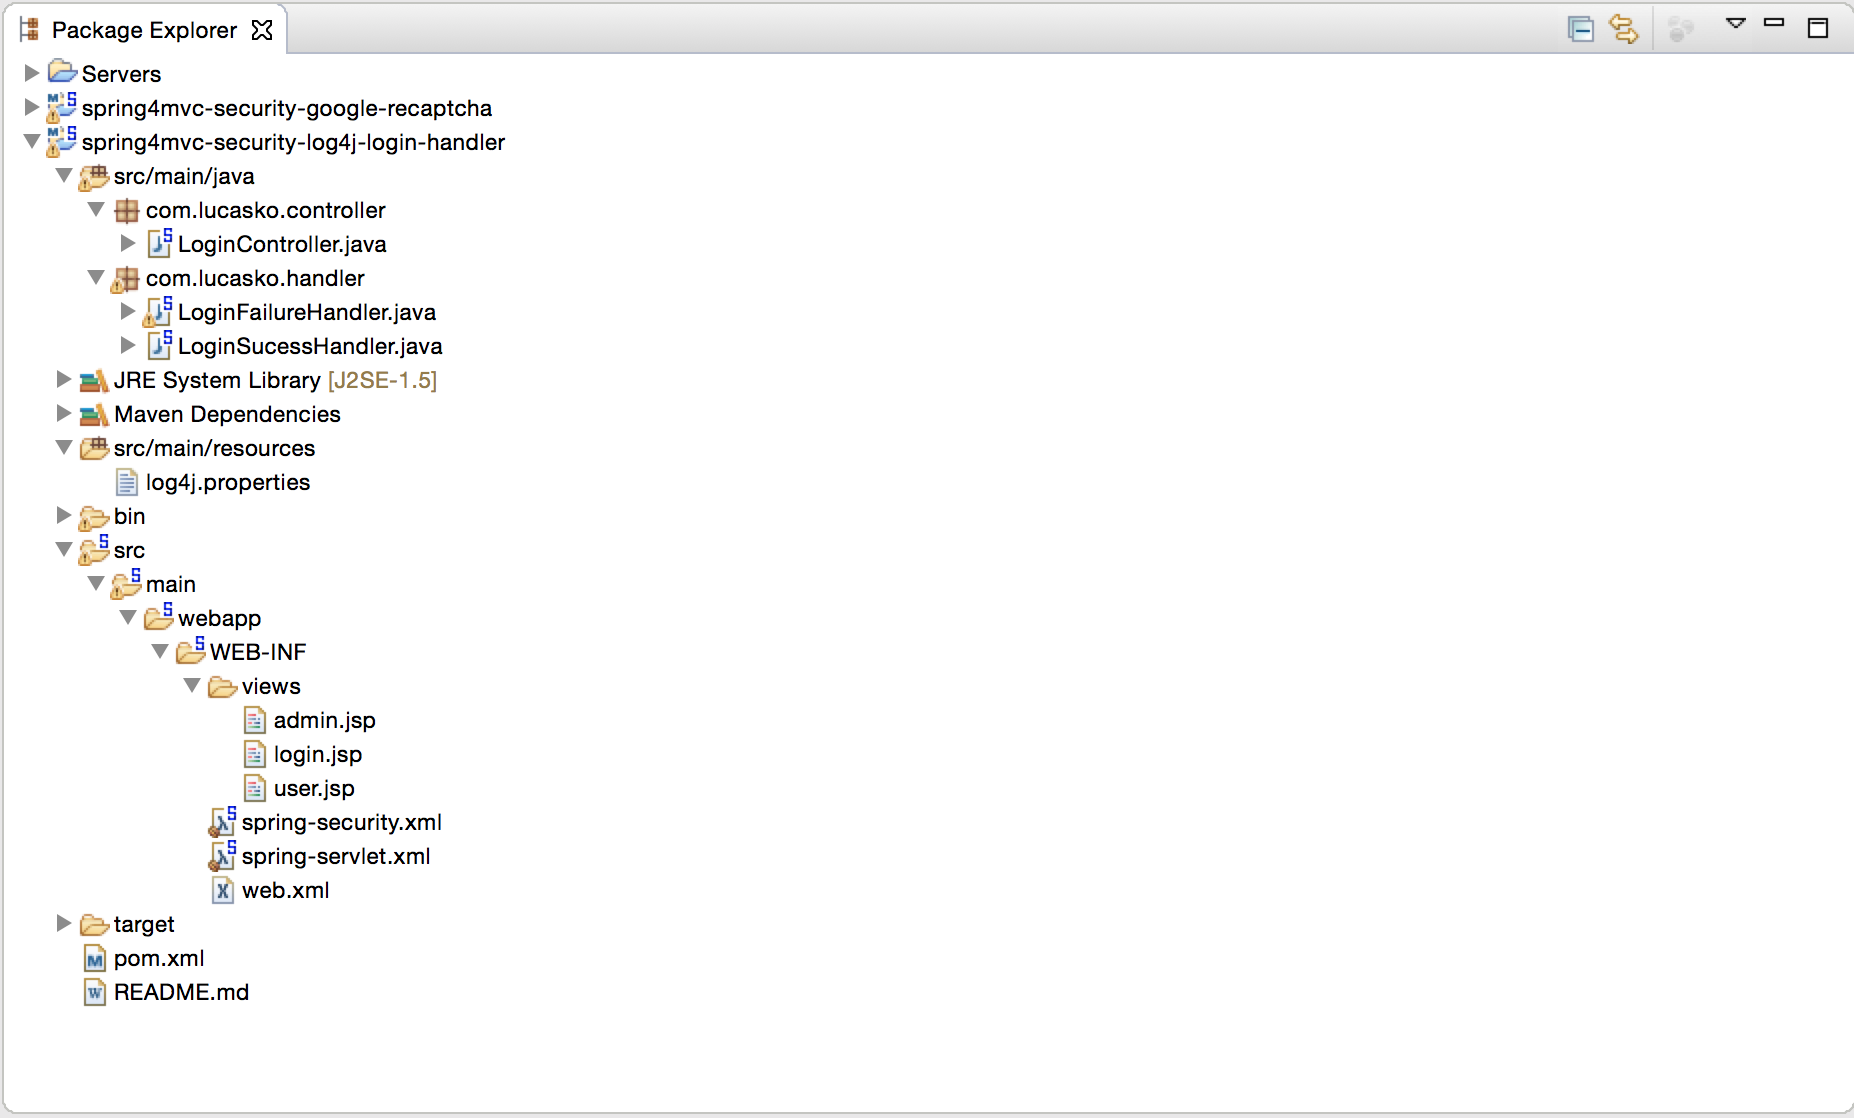 Package Explorer
Servers
spring4mvc-security-google-recaptcha
spring4mvc-security-log4j-login-handler
src/main/java
com.lucasko.controller
LoginController.java
com.lucasko.handler
LoginFailureHandler.java
LoginSucessHandler.java
JRE System Library [J2SE-1.5]
Maven Dependencies
src/main/resources
log4j.properties
bin
src
main
webapp
WEB-INF
views
admin.jsp
login.jsp
user.jsp
spring-security.xml
spring-servlet.xml
web.xml
target
pom.xml
README.md